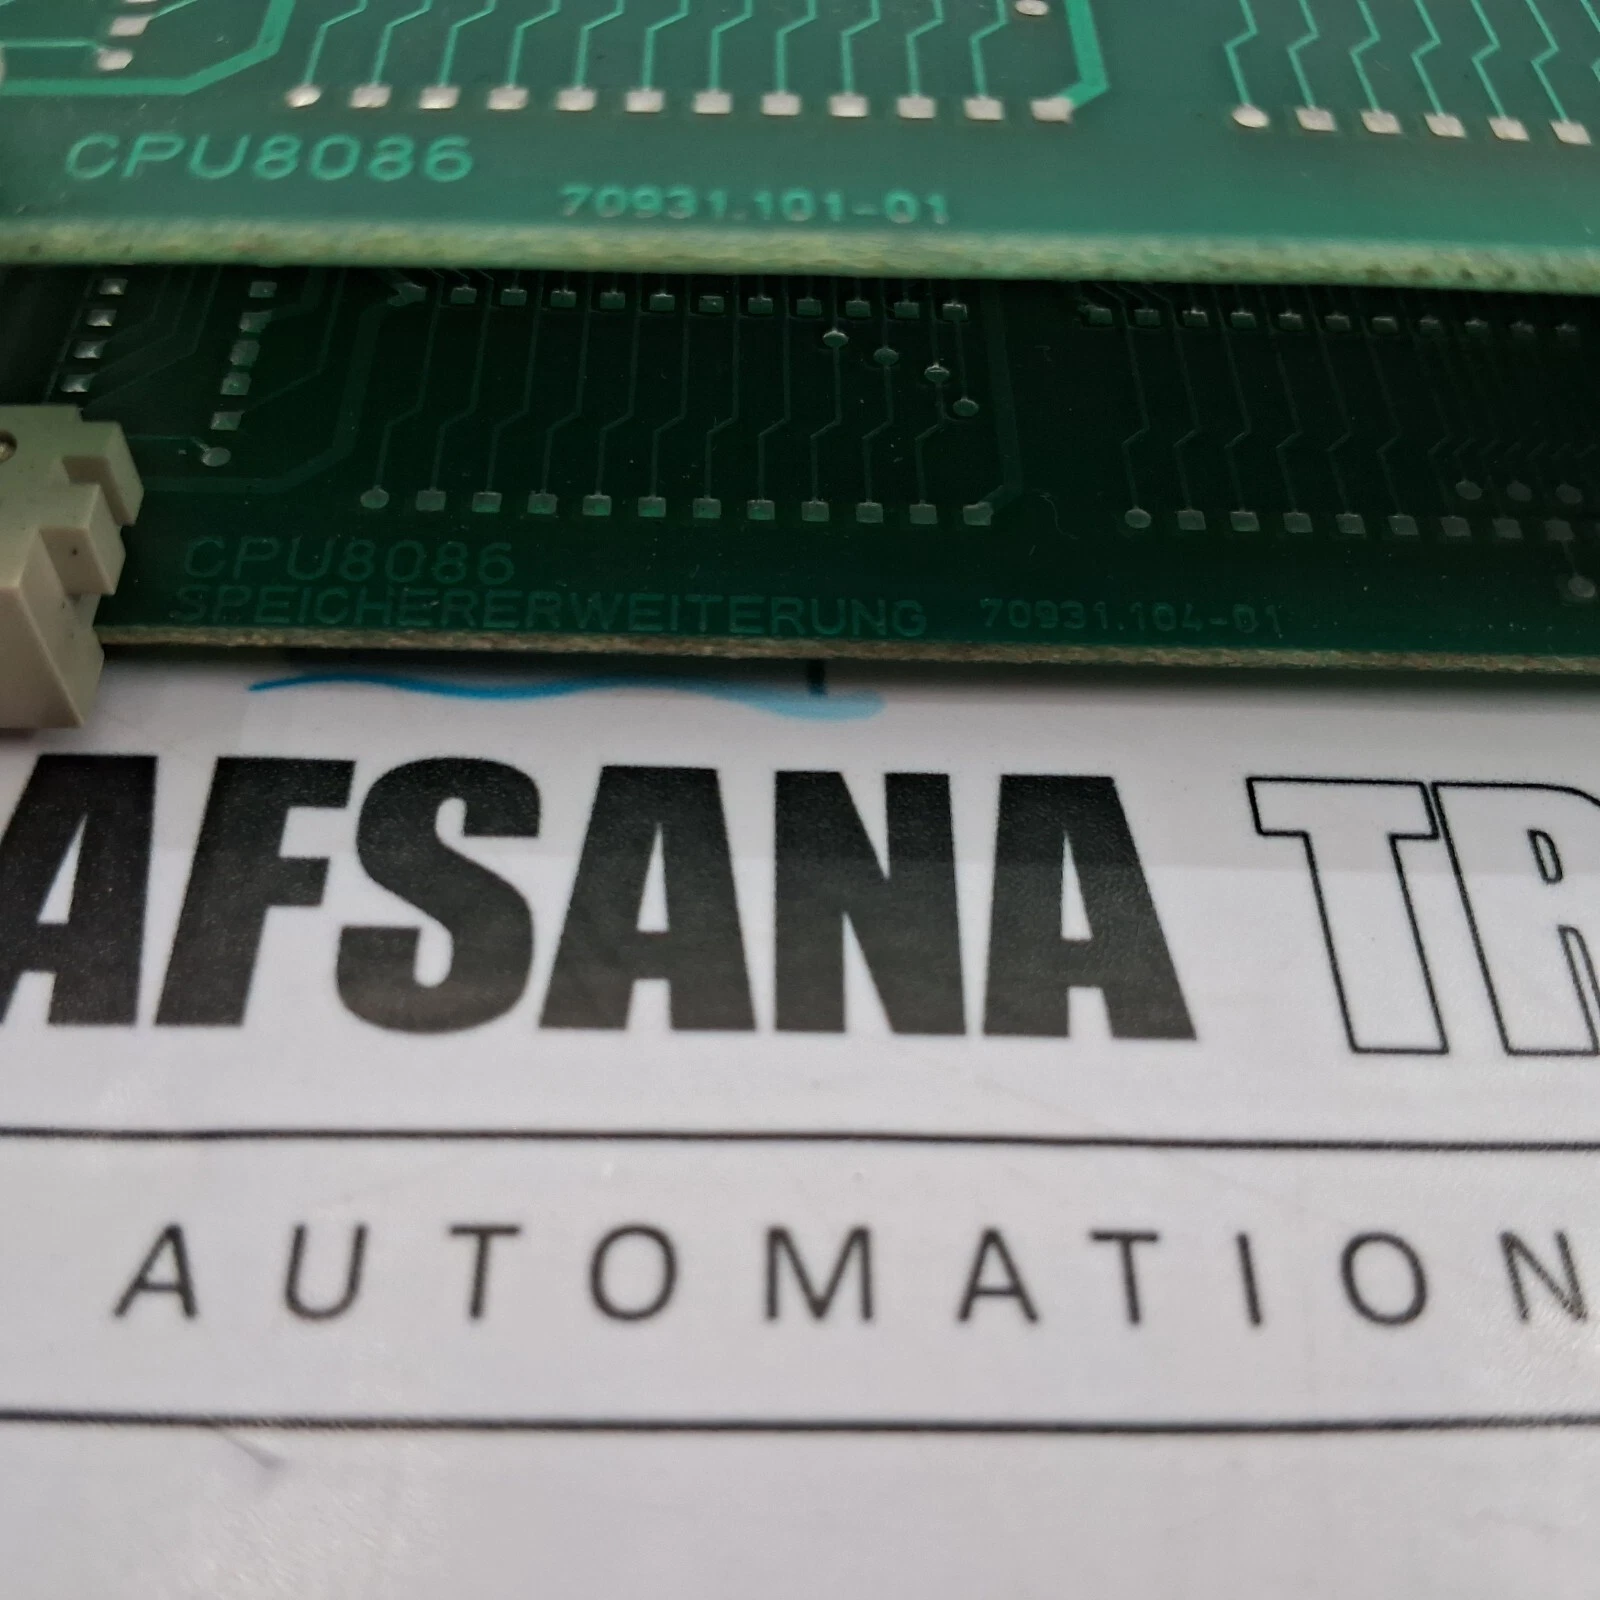 CPU8086
70931.101-01
CPU8086
SPEICHERERWEITERUNG 70931.104-01
AFSANA TR
AUTOMATION